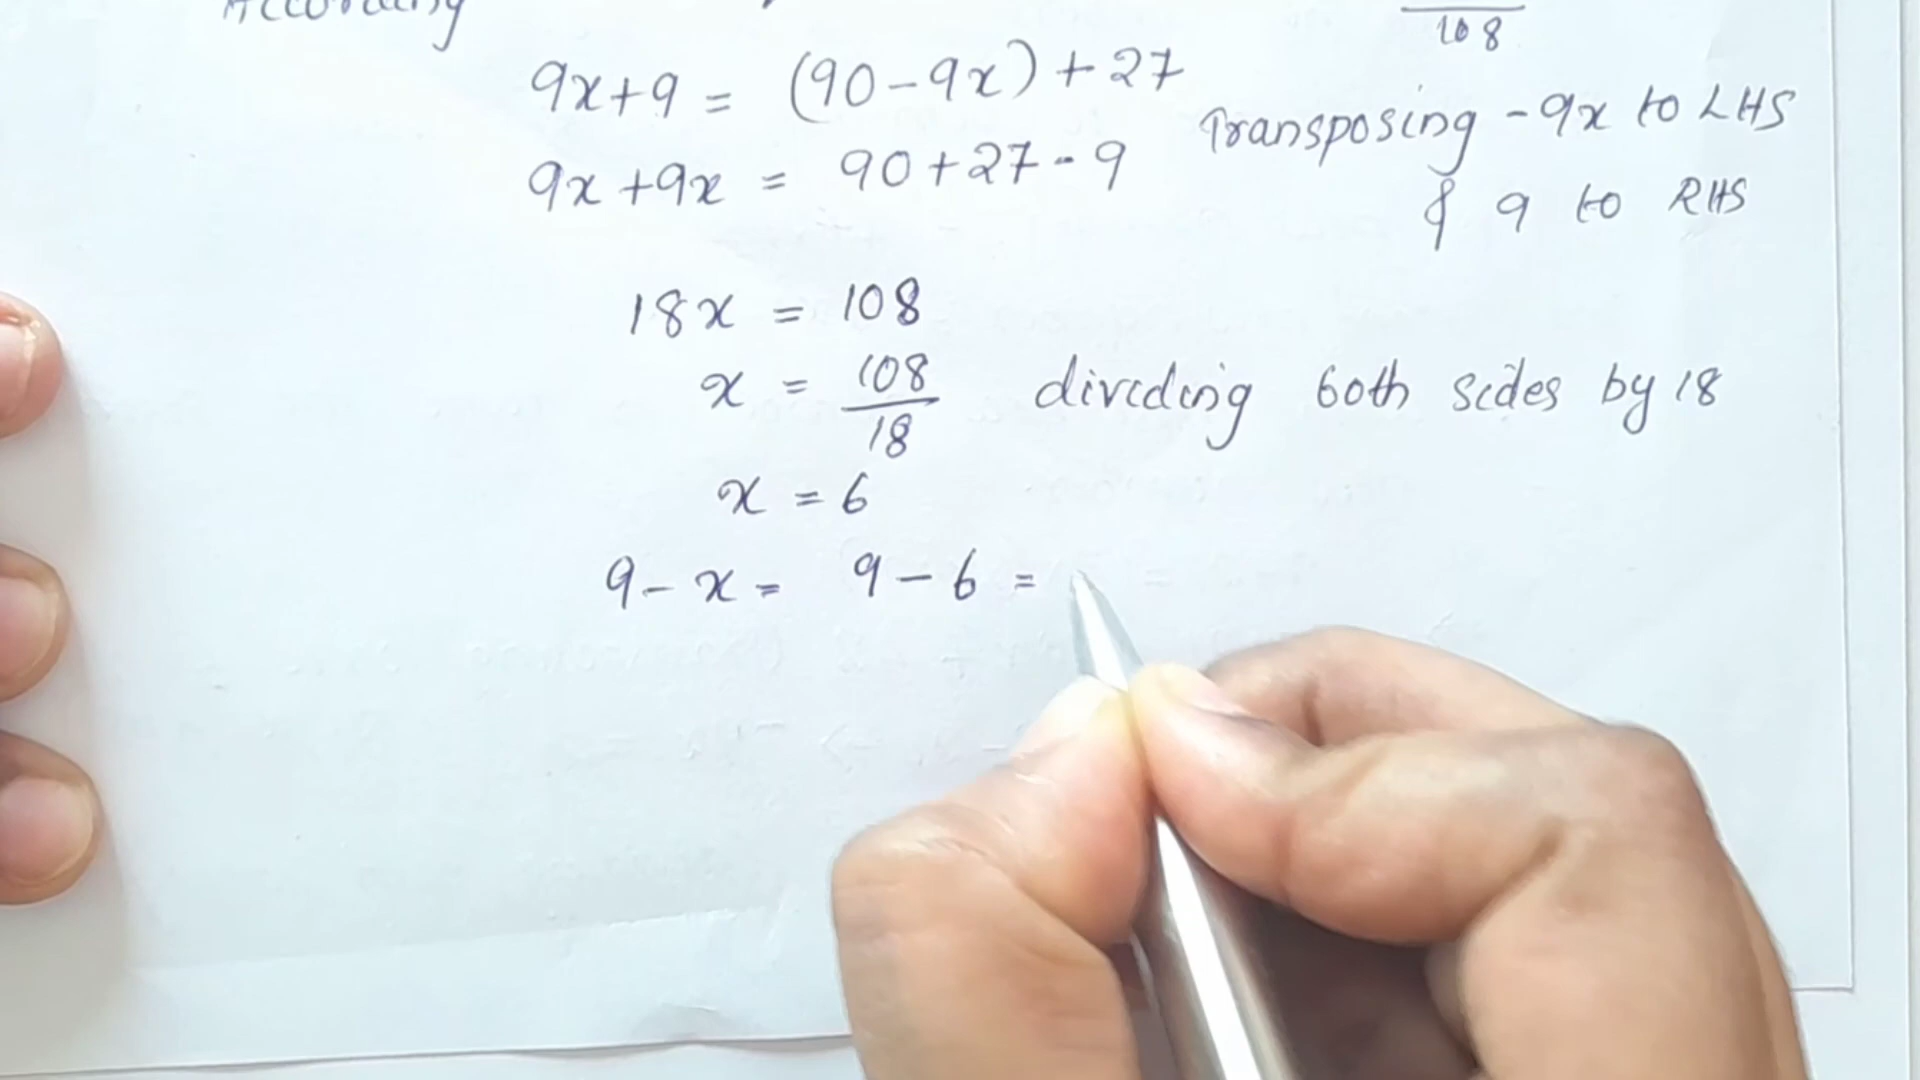 According
108
9x+9 = (90-9x)+27
Transposing -9x to LHS
9x+9x = 90+27-9
& 9 to RHS
18x = 108
x = 108/18 dividing both sides by 18
x = 6
9-x = 9-6 =